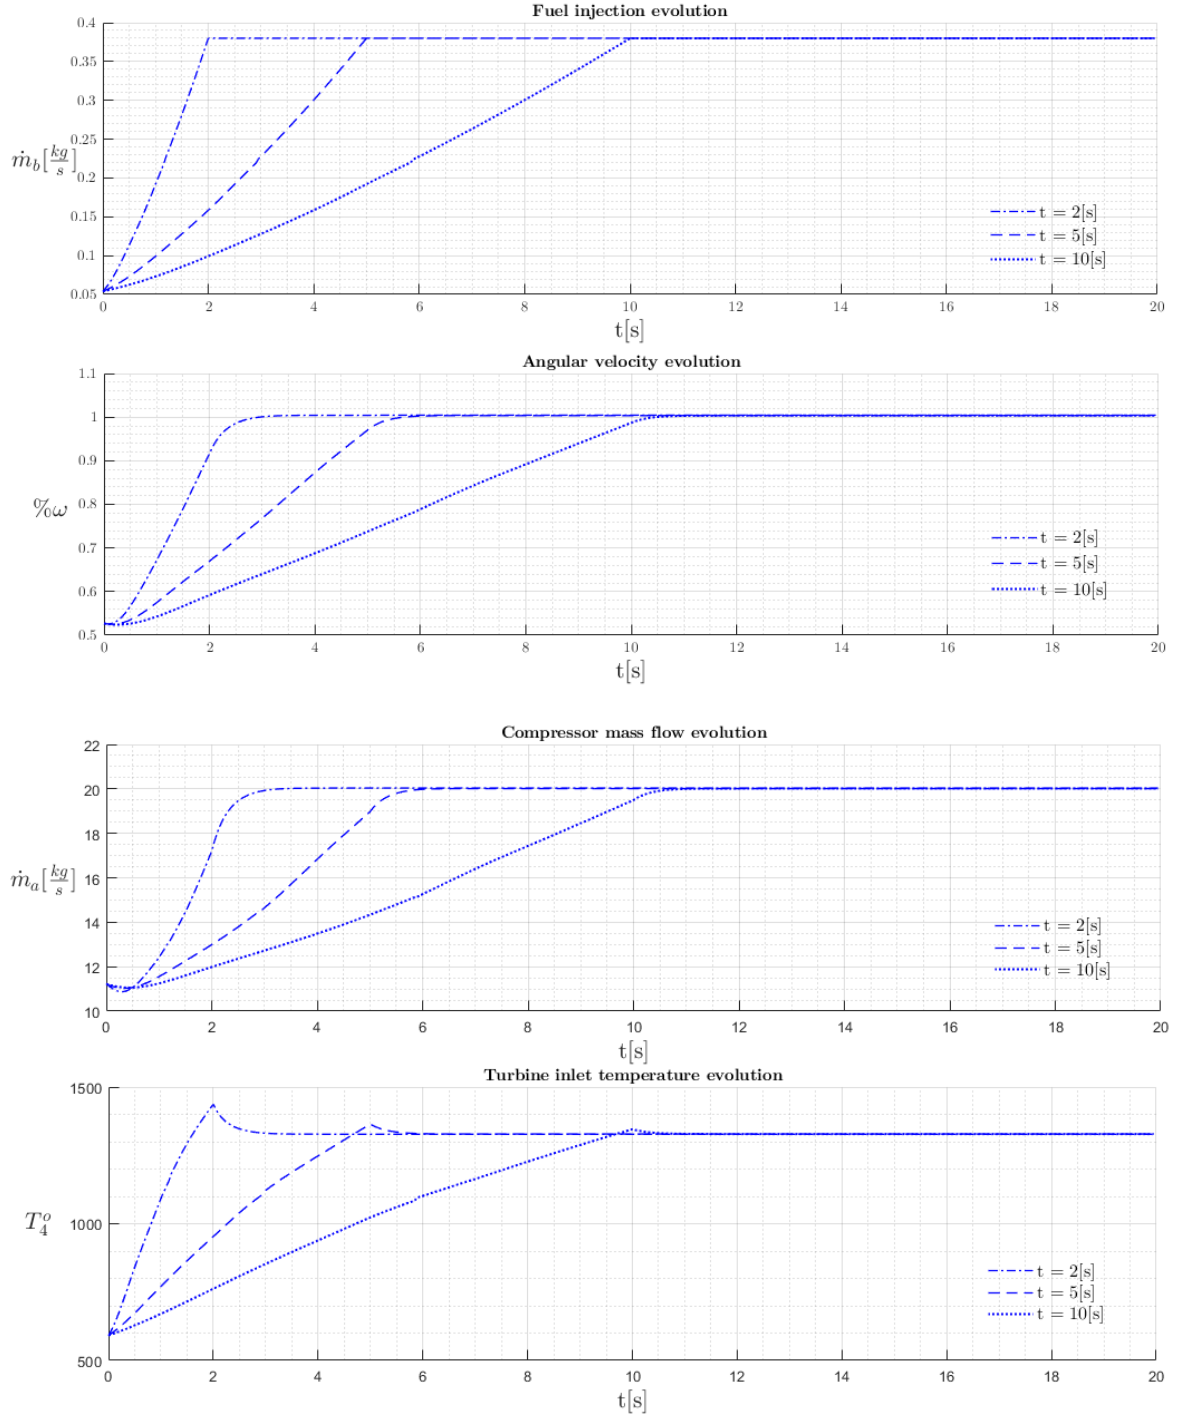 Fuel injection evolution
0.4
0.35
0.3
0.25
0.2
0.15
0.1
0.05
ṁ_b[kg/s]
t = 2[s]
t = 5[s]
t = 10[s]
0 2 4 6 8 10 12 14 16 18 20
t[s]
Angular velocity evolution
1.1
1
0.9
0.8
0.7
0.6
0.5
%ω
t = 2[s]
t = 5[s]
t = 10[s]
0 2 4 6 8 10 12 14 16 18 20
t[s]
Compressor mass flow evolution
22
20
18
16
14
12
10
ṁ_a[kg/s]
t = 2[s]
t = 5[s]
t = 10[s]
0 2 4 6 8 10 12 14 16 18 20
t[s]
Turbine inlet temperature evolution
1500
1000
500
T_4^o
t = 2[s]
t = 5[s]
t = 10[s]
0 2 4 6 8 10 12 14 16 18 20
t[s]